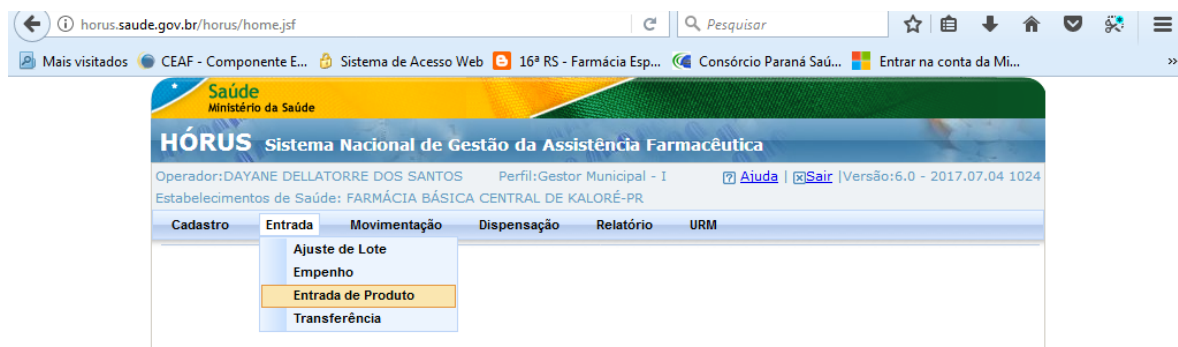 horus.saude.gov.br/horus/home.jsf Pesquisar
Mais visitados CEAF - Componente E... Sistema de Acesso Web 16ª RS - Farmácia Esp... Consórcio Paraná Saú... Entrar na conta da Mi... »
Saúde
Ministério da Saúde
HÓRUS Sistema Nacional de Gestão da Assistência Farmacêutica
Operador:DAYANE DELLATORRE DOS SANTOS Perfil:Gestor Municipal - I Ajuda | Sair |Versão:6.0 - 2017.07.04 1024
Estabelecimentos de Saúde: FARMÁCIA BÁSICA CENTRAL DE KALORÉ-PR
Cadastro Entrada Movimentação Dispensação Relatório URM
Ajuste de Lote
Empenho
Entrada de Produto
Transferência